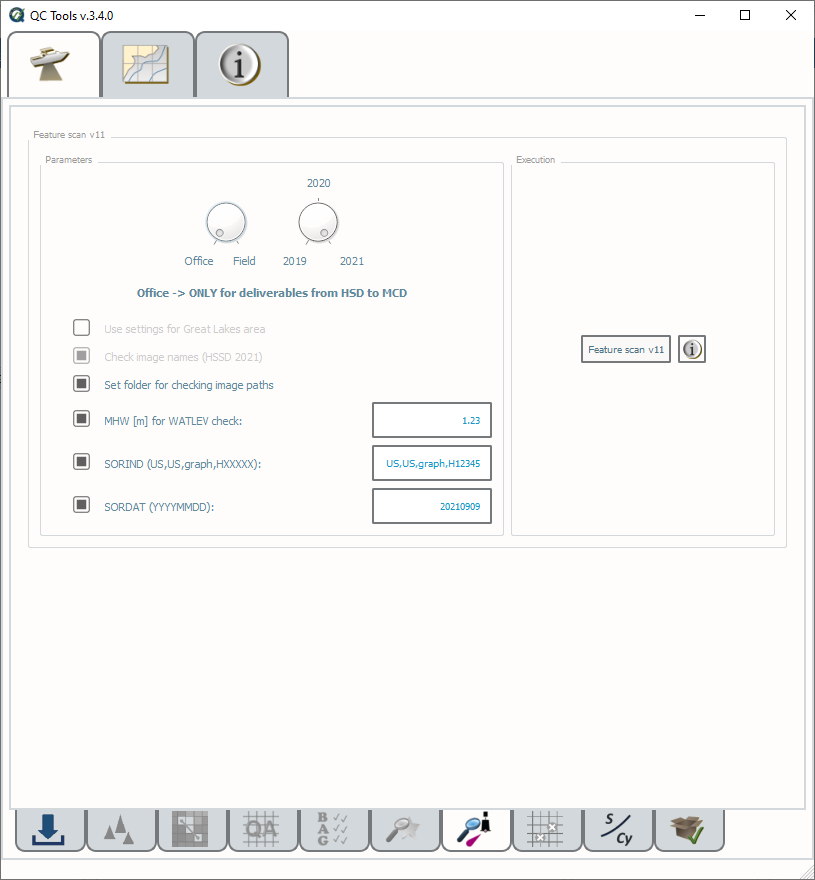 QC Tools v.3.4.0
i
Feature scan v11
Parameters
Execution
2020
Office
Field
2019
2021
Office -> ONLY for deliverables from HSD to MCD
Use settings for Great Lakes area
Check image names (HSSD 2021)
Set folder for checking image paths
MHW [m] for WATLEV check:
1.23
SORIND (US,US,graph,HXXXXX):
US,US,graph,H12345
SORDAT (YYYYMMDD):
20210909
Feature scan v11
i
QA
B
A
G
S/Cy